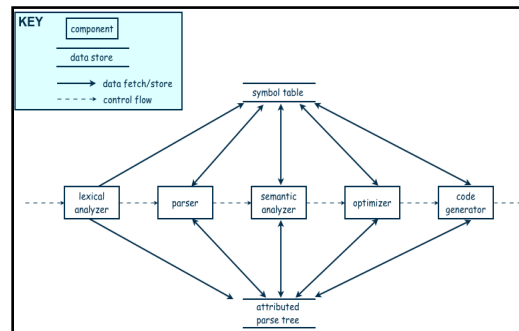 KEY
component
data store
data fetch/store
control flow
symbol table
lexical
analyzer
parser
semantic
analyzer
optimizer
code
generator
attributed
parse tree